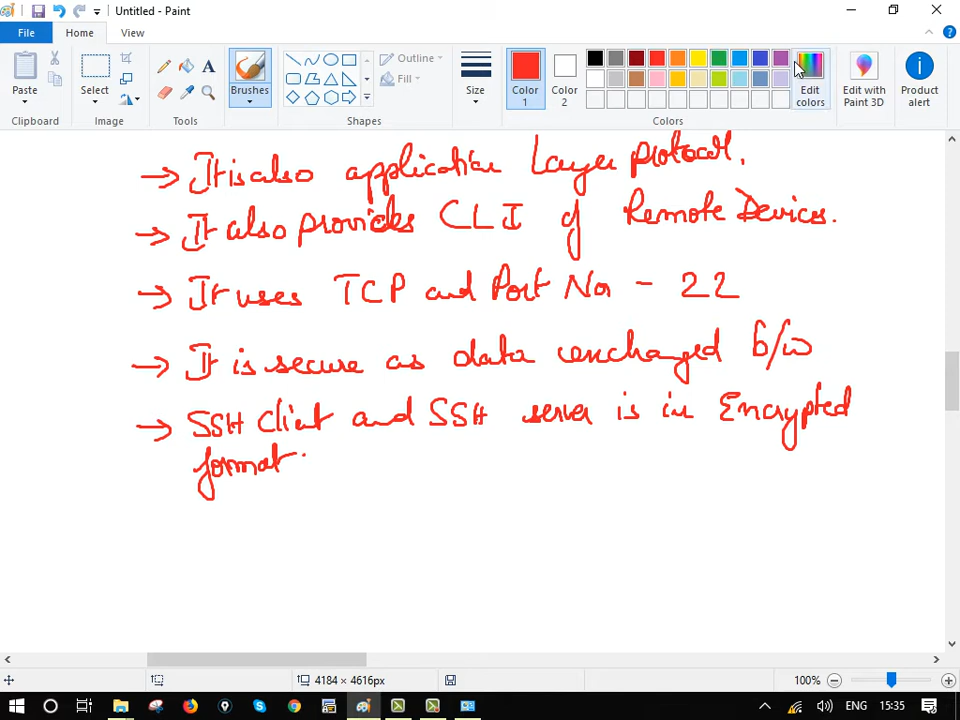 Untitled - Paint
File
Home
View
Paste
Select
Brushes
Outline
Fill
Size
Color 1
Color 2
Edit colors
Edit with Paint 3D
Product alert
Clipboard
Image
Tools
Shapes
Colors
→ It is also application Layer protocol.
→ It also provides CLI of Remote Devices.
→ It uses TCP and Port No - 22
→ It is secure as data exchanged b/w
→ SSH Client and SSH server is in Encrypted
format.
4184 × 4616px
100%
ENG
15:35